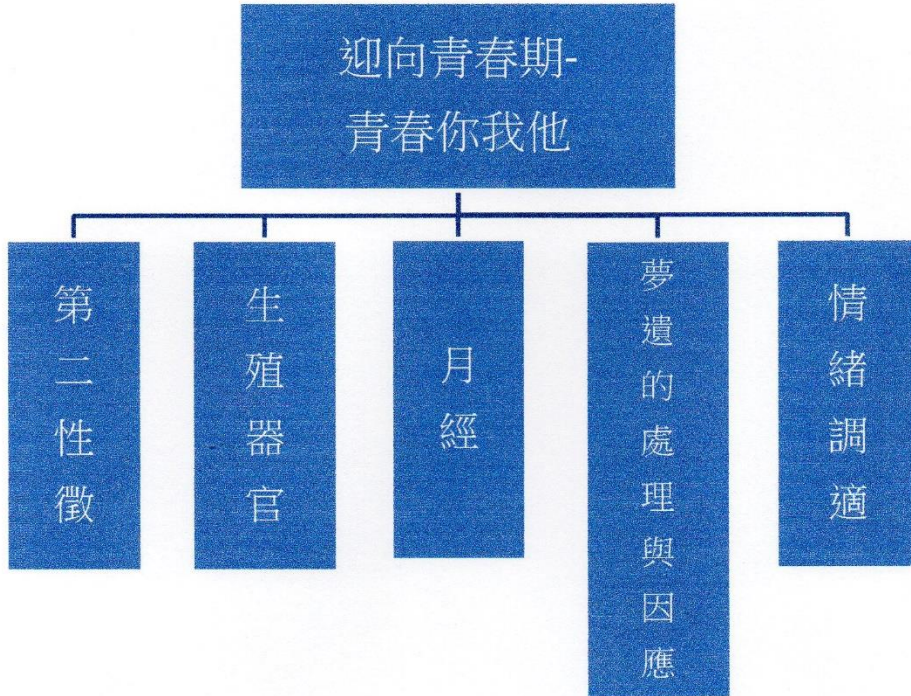 迎向青春期-
青春你我他
第二性徵
生殖器官
月經
夢遺的處理與因應
情緒調適